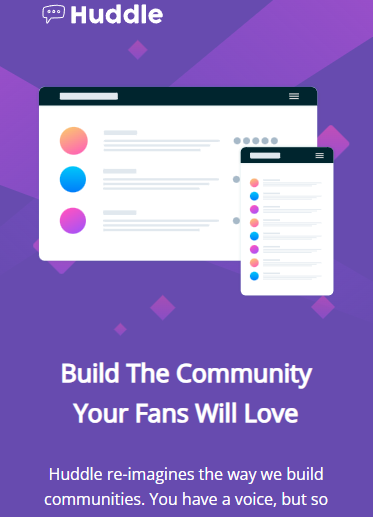 Huddle
Build The Community
Your Fans Will Love
Huddle re-imagines the way we build
communities. You have a voice, but so